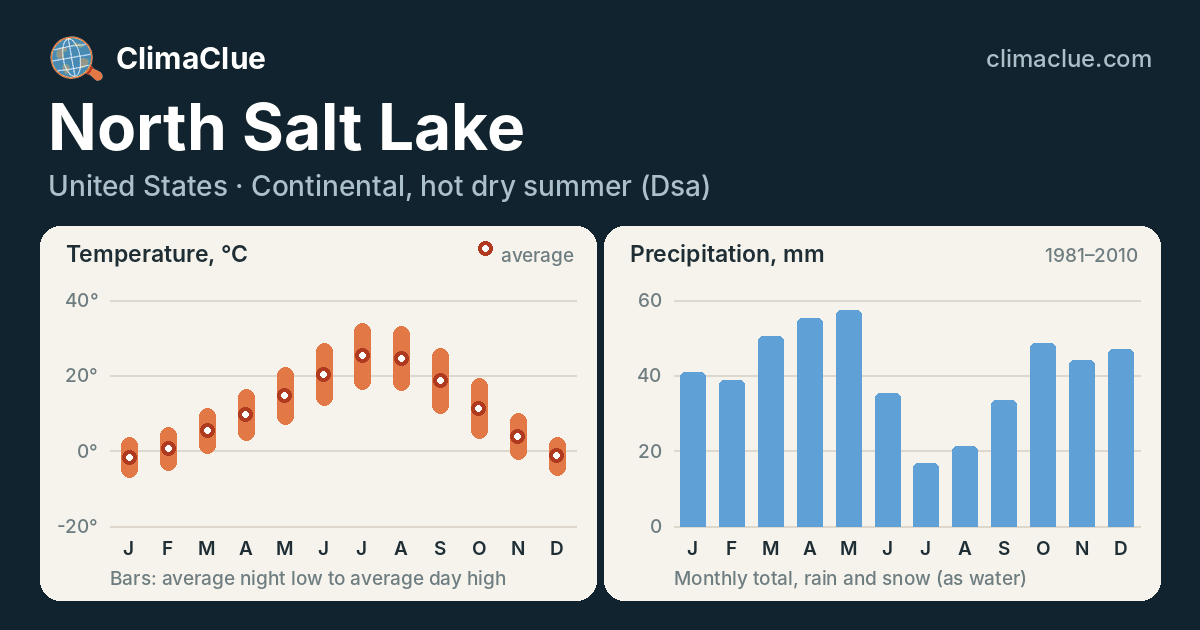 ClimaClue
climaclue.com
North Salt Lake
United States · Continental, hot dry summer (Dsa)
Temperature, °C
average
40°
20°
0°
-20°
J F M A M J J A S O N D
Bars: average night low to average day high
Precipitation, mm
1981–2010
60
40
20
0
J F M A M J J A S O N D
Monthly total, rain and snow (as water)